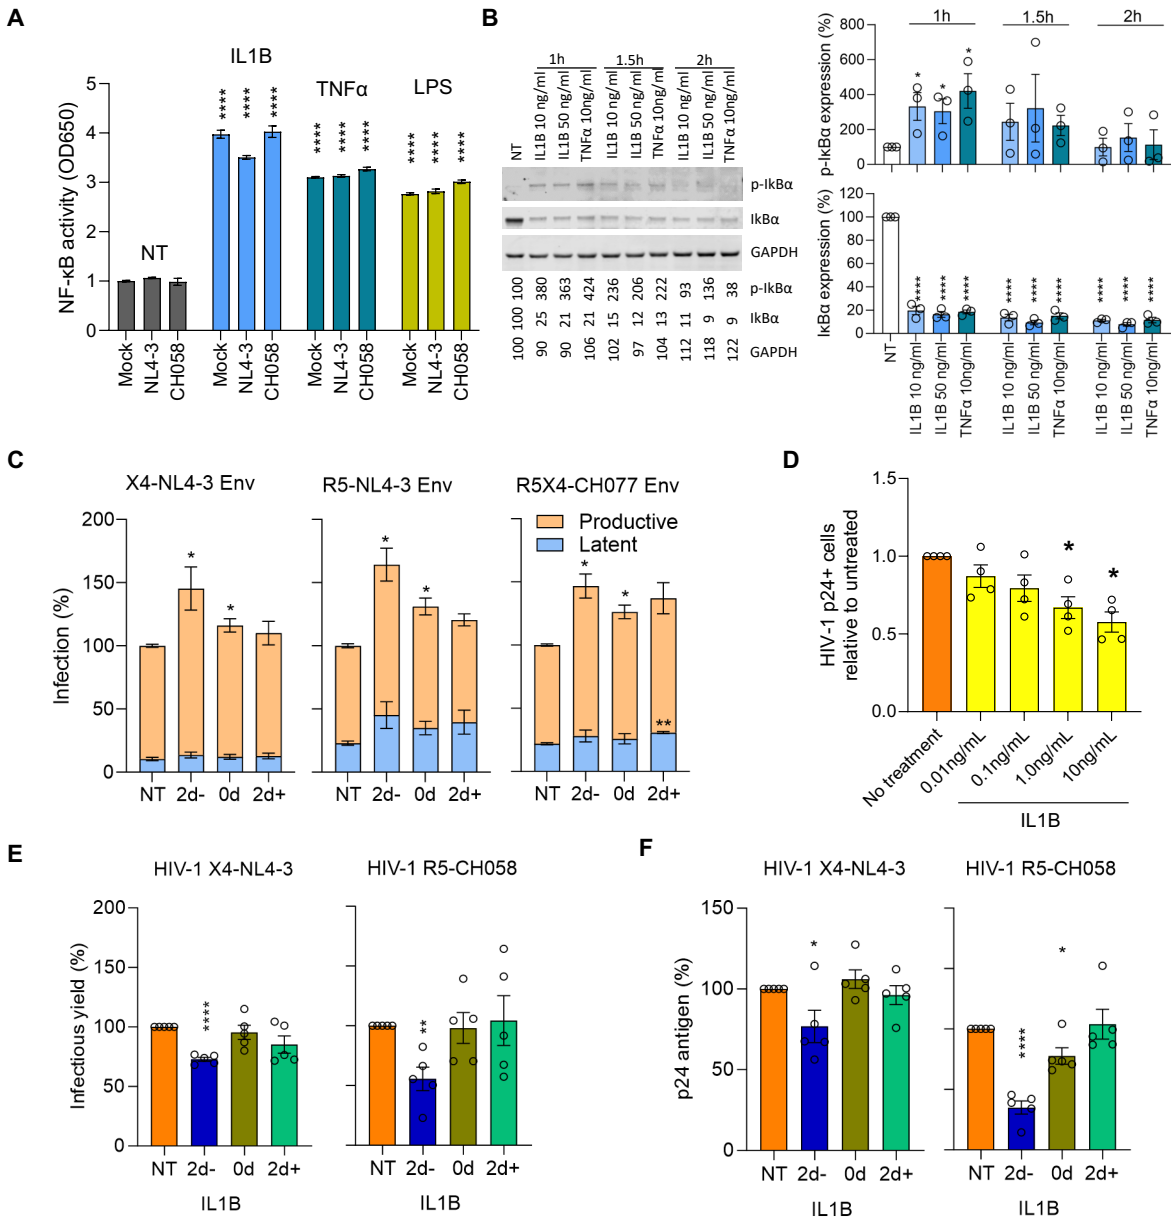 A
NF-κB activity (OD650)
5
4
3
2
1
0
NT
IL1B
TNFα
LPS
****
****
****
****
****
****
****
****
****
Mock
NL4-3
CH058
Mock
NL4-3
CH058
Mock
NL4-3
CH058
Mock
NL4-3
CH058
B
1h
1.5h
2h
NT
IL1B 10 ng/ml
IL1B 50 ng/ml
TNFα 10ng/ml
IL1B 10 ng/ml
IL1B 50 ng/ml
TNFα 10ng/ml
IL1B 10 ng/ml
IL1B 50 ng/ml
TNFα 10ng/ml
p-IkBα
IkBα
GAPDH
100 380 363 424 236 206 222 93 136 38 p-IkBα
100 25 21 21 15 12 13 11 9 9 IkBα
100 90 90 106 102 97 104 112 118 122 GAPDH
1h
1.5h
2h
p-IκBα expression (%)
800
600
400
200
0
*
*
*
IκBα expression (%)
120
100
80
60
40
20
0
****
****
****
****
****
****
****
****
****
NT
IL1B 10 ng/ml
IL1B 50 ng/ml
TNFα 10ng/ml
IL1B 10 ng/ml
IL1B 50 ng/ml
TNFα 10ng/ml
IL1B 10 ng/ml
IL1B 50 ng/ml
TNFα 10ng/ml
C
X4-NL4-3 Env
R5-NL4-3 Env
R5X4-CH077 Env
Productive
Latent
Infection (%)
200
150
100
50
0
*
*
*
*
*
*
**
NT 2d- 0d 2d+
NT 2d- 0d 2d+
NT 2d- 0d 2d+
D
HIV-1 p24+ cells
relative to untreated
1.5
1.0
0.5
0.0
*
*
No treatment
0.01ng/mL
0.1ng/mL
1.0ng/mL
10ng/mL
IL1B
E
HIV-1 X4-NL4-3
HIV-1 R5-CH058
Infectious yield (%)
200
150
100
50
0
****
**
NT 2d- 0d 2d+
IL1B
NT 2d- 0d 2d+
IL1B
F
HIV-1 X4-NL4-3
HIV-1 R5-CH058
p24 antigen (%)
150
100
50
0
*
****
*
NT 2d- 0d 2d+
IL1B
NT 2d- 0d 2d+
IL1B